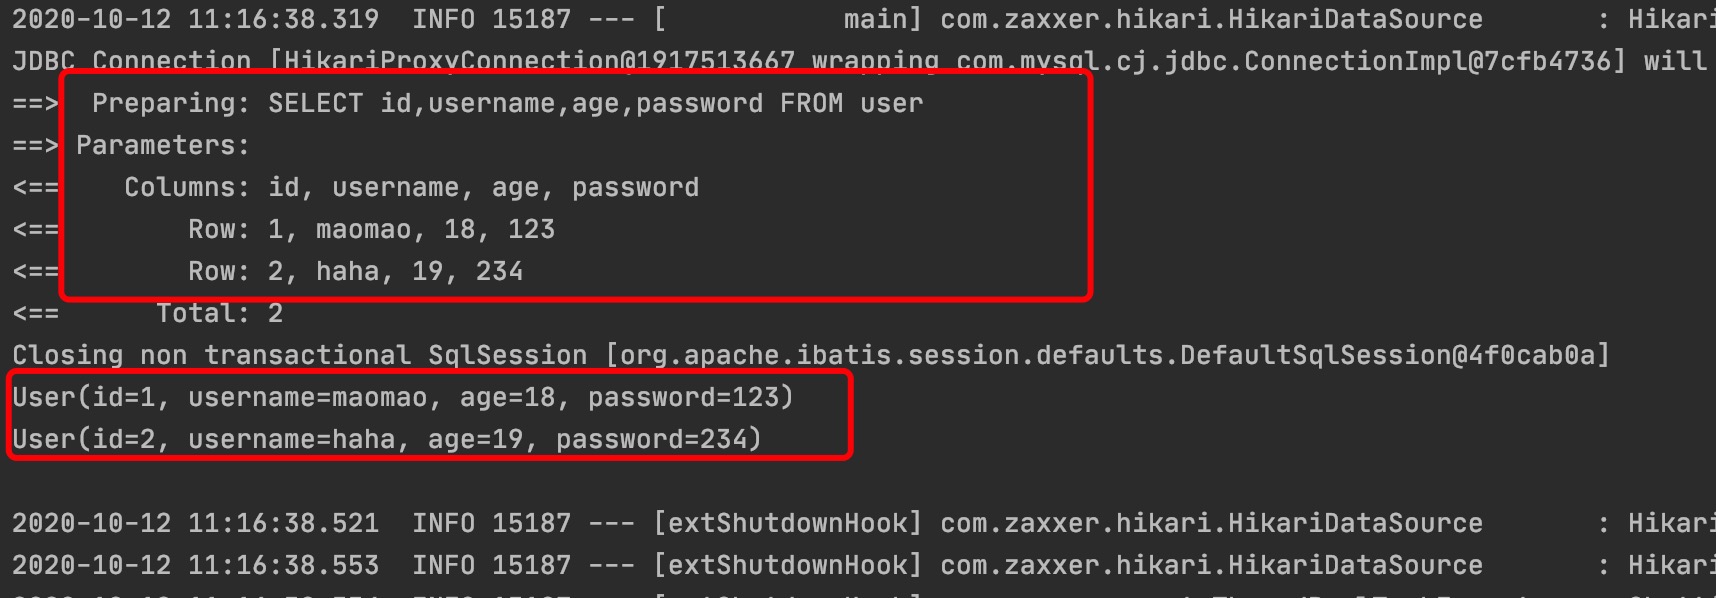 2020-10-12 11:16:38.319  INFO 15187 --- [           main] com.zaxxer.hikari.HikariDataSource       : Hikari
JDBC Connection [HikariProxyConnection@1917513667 wrapping com.mysql.cj.jdbc.ConnectionImpl@7cfb4736] will
==>  Preparing: SELECT id,username,age,password FROM user
==> Parameters:
<==    Columns: id, username, age, password
<==        Row: 1, maomao, 18, 123
<==        Row: 2, haha, 19, 234
<==      Total: 2
Closing non transactional SqlSession [org.apache.ibatis.session.defaults.DefaultSqlSession@4f0cab0a]
User(id=1, username=maomao, age=18, password=123)
User(id=2, username=haha, age=19, password=234)
2020-10-12 11:16:38.521  INFO 15187 --- [extShutdownHook] com.zaxxer.hikari.HikariDataSource       : Hikari
2020-10-12 11:16:38.553  INFO 15187 --- [extShutdownHook] com.zaxxer.hikari.HikariDataSource       : Hikari